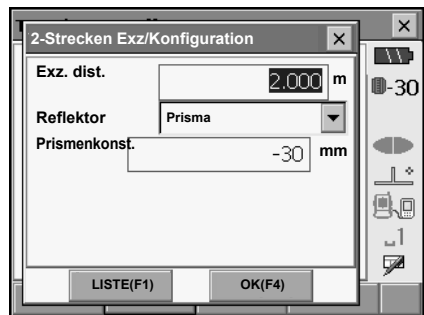 2-Strecken Exz/Konfiguration
Exz. dist. 2.000 m
-30
Reflektor Prisma
Prismenkonst. -30 mm
1
LISTE(F1) OK(F4)